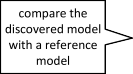 compare the
discovered model
with a reference
model